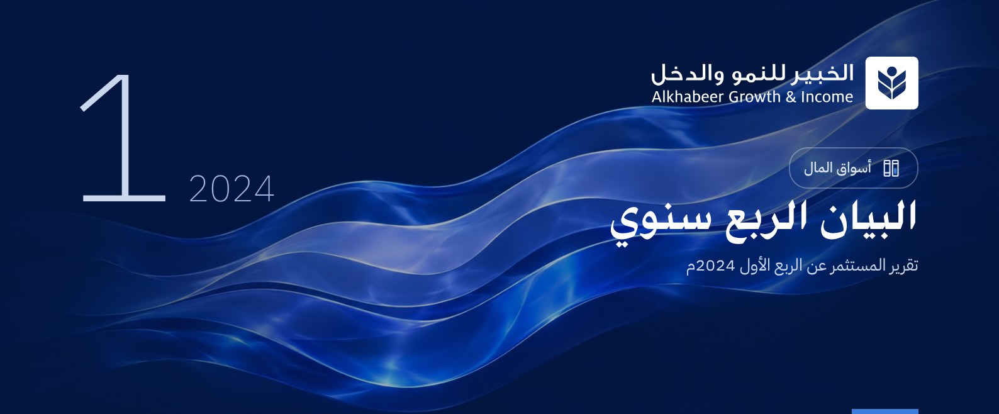 الخبير للنمو والدخل
Alkhabeer Growth & Income
أسواق المال
البيان الربع سنوي
تقرير المستثمر عن الربع الأول 2024م
1 2024